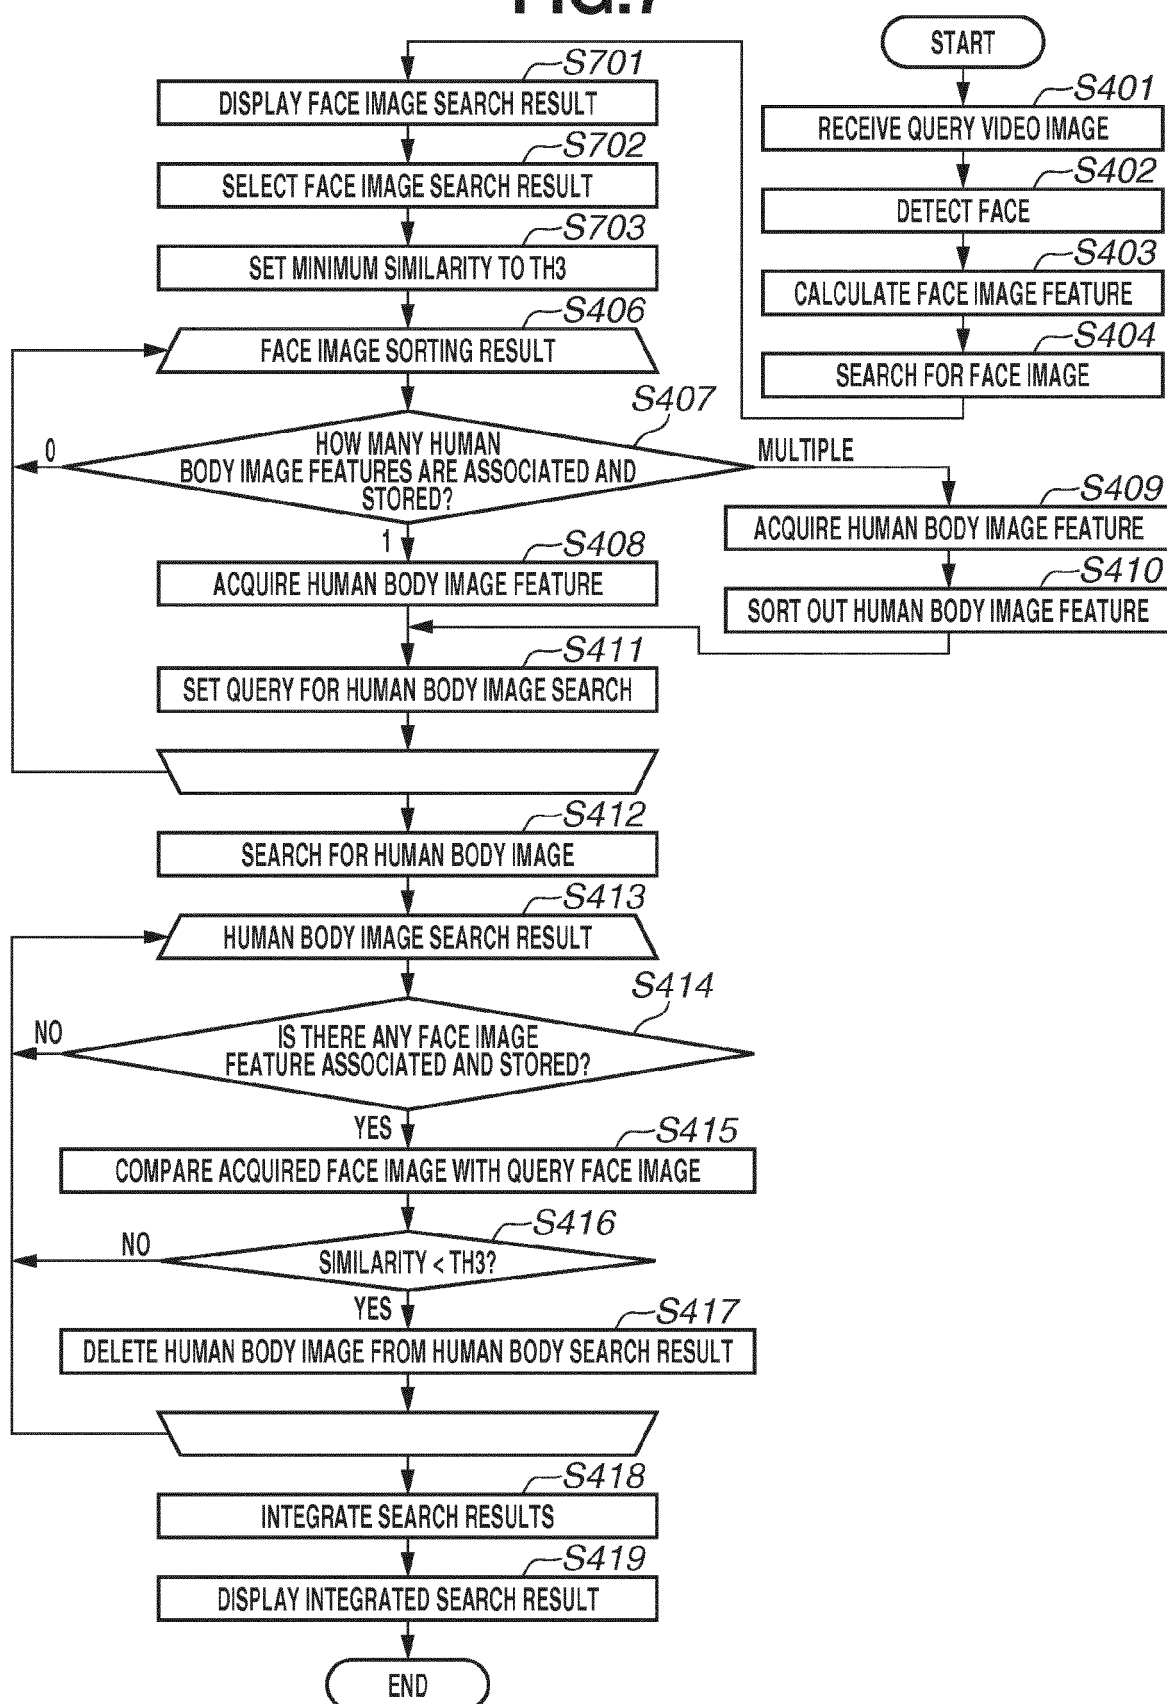 FIG.7
START
S401
RECEIVE QUERY VIDEO IMAGE
S402
DETECT FACE
S403
CALCULATE FACE IMAGE FEATURE
S404
SEARCH FOR FACE IMAGE
S701
DISPLAY FACE IMAGE SEARCH RESULT
S702
SELECT FACE IMAGE SEARCH RESULT
S703
SET MINIMUM SIMILARITY TO TH3
S406
FACE IMAGE SORTING RESULT
S407
HOW MANY HUMAN
BODY IMAGE FEATURES ARE ASSOCIATED AND
STORED?
0
MULTIPLE
1
S408
ACQUIRE HUMAN BODY IMAGE FEATURE
S409
ACQUIRE HUMAN BODY IMAGE FEATURE
S410
SORT OUT HUMAN BODY IMAGE FEATURE
S411
SET QUERY FOR HUMAN BODY IMAGE SEARCH
S412
SEARCH FOR HUMAN BODY IMAGE
S413
HUMAN BODY IMAGE SEARCH RESULT
S414
IS THERE ANY FACE IMAGE
FEATURE ASSOCIATED AND STORED?
NO
YES
S415
COMPARE ACQUIRED FACE IMAGE WITH QUERY FACE IMAGE
S416
SIMILARITY < TH3?
NO
YES
S417
DELETE HUMAN BODY IMAGE FROM HUMAN BODY SEARCH RESULT
S418
INTEGRATE SEARCH RESULTS
S419
DISPLAY INTEGRATED SEARCH RESULT
END